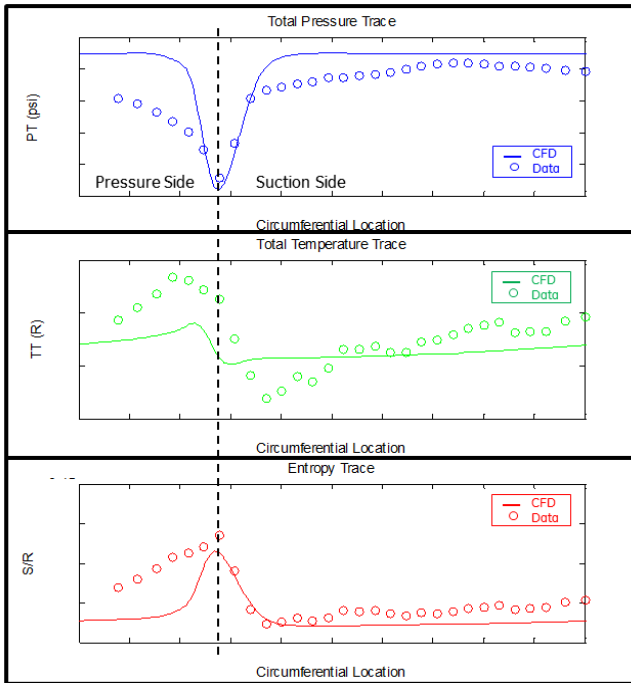 Total Pressure Trace
PT (psi)
CFD
Data
Pressure Side Suction Side
Circumferential Location
Total Temperature Trace
TT (R)
CFD
Data
Circumferential Location
Entropy Trace
S/R
CFD
Data
Circumferential Location